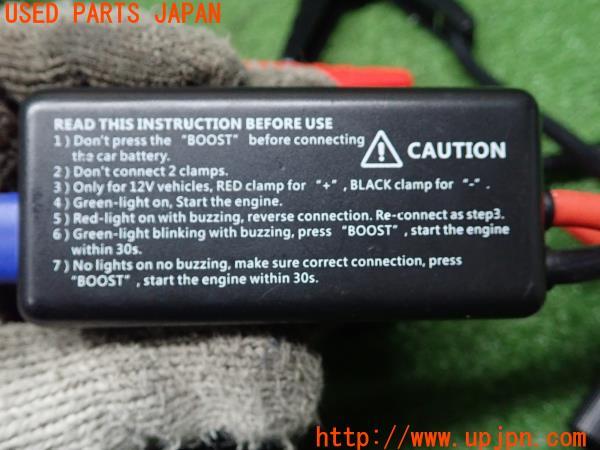 USED PARTS JAPAN
READ THIS INSTRUCTION BEFORE USE
1) Don't press the "BOOST" before connecting
the car battery.
CAUTION
2) Don't connect 2 clamps.
3) Only for 12V vehicles, RED clamp for "+", BLACK clamp for "-".
4) Green-light on, Start the engine.
5) Red-light on with buzzing, reverse connection. Re-connect as step3.
6) Green-light blinking with buzzing, press "BOOST", start the engine
within 30s.
7) No lights on no buzzing, make sure correct connection, press
"BOOST", start the engine within 30s.
http://www.upjpn.com